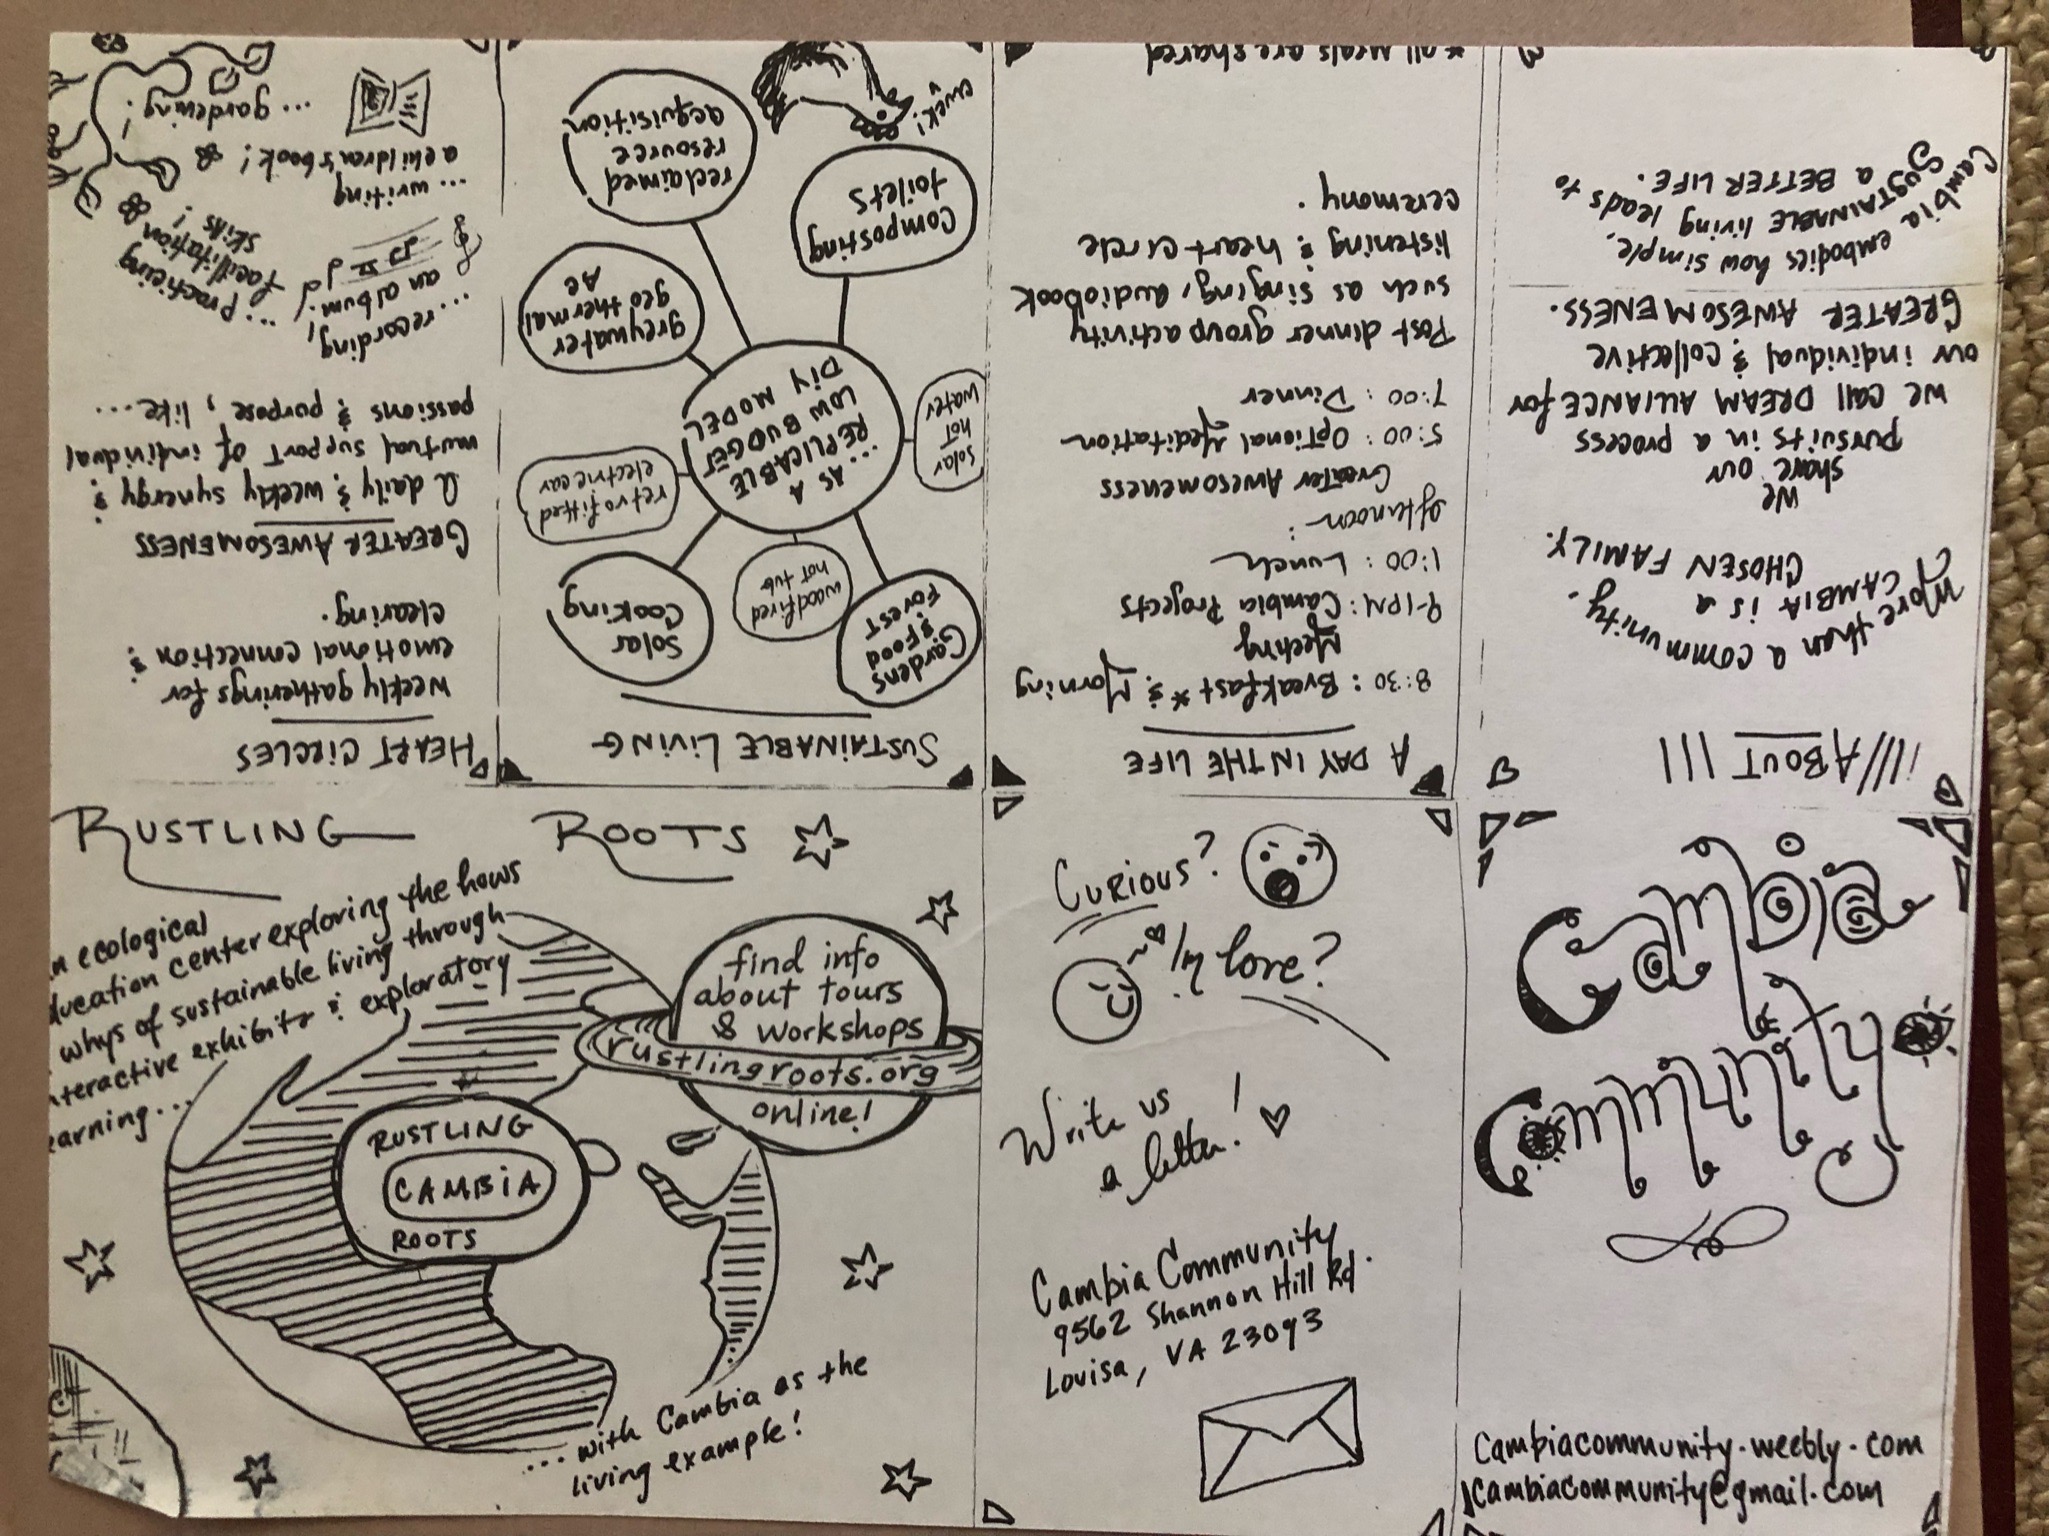 Cambia
Community
cambiacommunity.weebly.com
cambiacommunity@gmail.com
ABOUT
More than a community.
CAMBIA is a
CHOSEN FAMILY.
We
share our
pursuits in a process
we call DREAM ALLIANCE for
our individual & collective
GREATER AWESOMENESS.
Cambia embodies how simple,
SUSTAINABLE living leads to
a BETTER LIFE.
A DAY IN THE LIFE
8:30: Breakfast* & Morning
Meeting
9-1PM: Cambia Projects
1:00: Lunch
afternoon:
Greater Awesomeness
5:00: Optional Meditation
7:00: Dinner
Post dinner group activity
such as singing, audiobook
listening & heart circle
ceremony.
*all meals are shared
SUSTAINABLE LIVING
Gardens
& Food
FOREST
Solar
Cooking
woodfired
hot tub
retrofitted
electric car
...AS A
REPLICABLE
LOW BUDGET
DIY MODEL
solar
hot
water
greywater
geothermal
AC
Composting
toilets
reclaimed
resource
acquisition
HEART CIRCLES
weekly gatherings for
emotional connection &
clearing.
GREATER AWESOMENESS
A daily & weekly synergy &
mutual support of individual
passions & purpose, like...
...recording
an album!
...practicing
facilitation
skills!
...writing
a children's book!
...gardening!
RUSTLING ROOTS
an ecological
education center exploring the hows
& whys of sustainable living through
interactive exhibits & exploratory
learning...
find info
about tours
& workshops
rustlingroots.org
online!
RUSTLING
CAMBIA
ROOTS
...with Cambia as the
living example!
Curious?
In love?
Write us
a letter!
Cambia Community
9562 Shannon Hill Rd.
Louisa, VA 23093